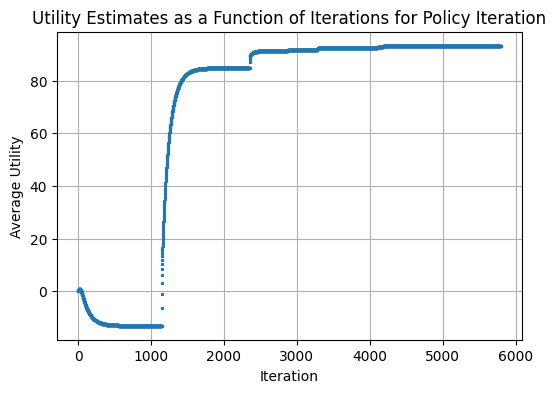 Utility Estimates as a Function of Iterations for Policy Iteration
Average Utility
80
60
40
20
0
0 1000 2000 3000 4000 5000 6000
Iteration